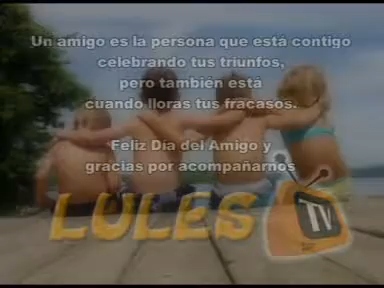 Un amigo es la persona que está contigo
celebrando tus triunfos,
pero también está
cuando lloras tus fracasos.
Feliz Día del Amigo y
gracias por acompañarnos
LULES
TV